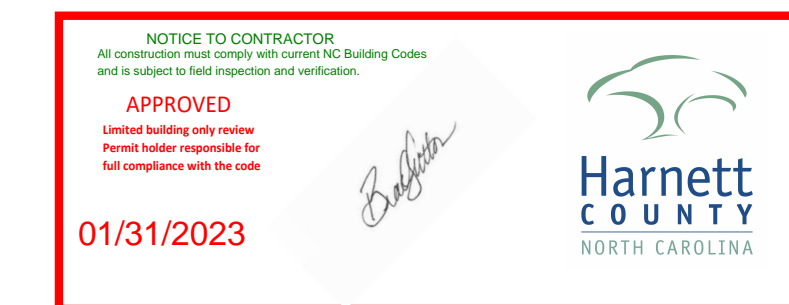 NOTICE TO CONTRACTOR
All construction must comply with current NC Building Codes
and is subject to field inspection and verification.
APPROVED
Limited building only review
Permit holder responsible for
full compliance with the code
01/31/2023
Harnett
COUNTY
NORTH CAROLINA